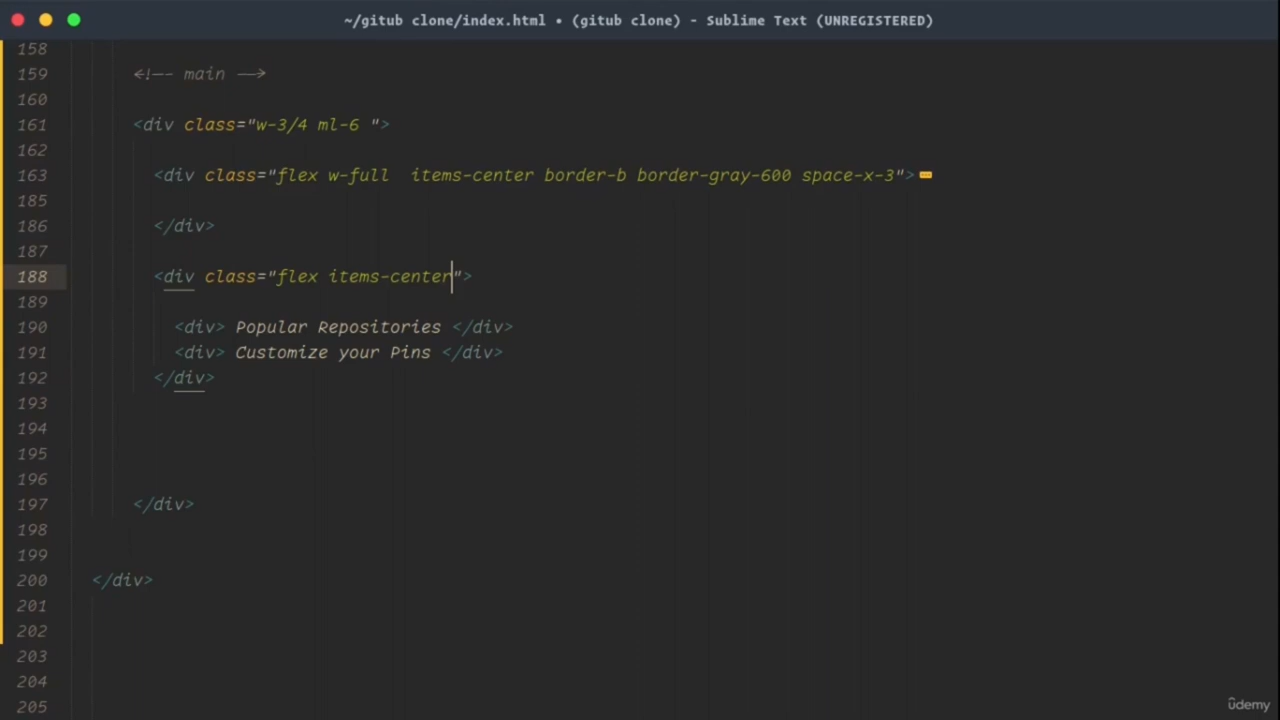 ~/gitub clone/index.html • (gitub clone) - Sublime Text (UNREGISTERED)
158
159 <!-- main -->
160
161 <div class="w-3/4 ml-6 ">
162
163 <div class="flex w-full  items-center border-b border-gray-600 space-x-3">
185
186 </div>
187
188 <div class="flex items-center">
189
190 <div> Popular Repositories </div>
191 <div> Customize your Pins </div>
192 </div>
193
194
195
196
197 </div>
198
199
200 </div>
201
202
203
204
205
udemy